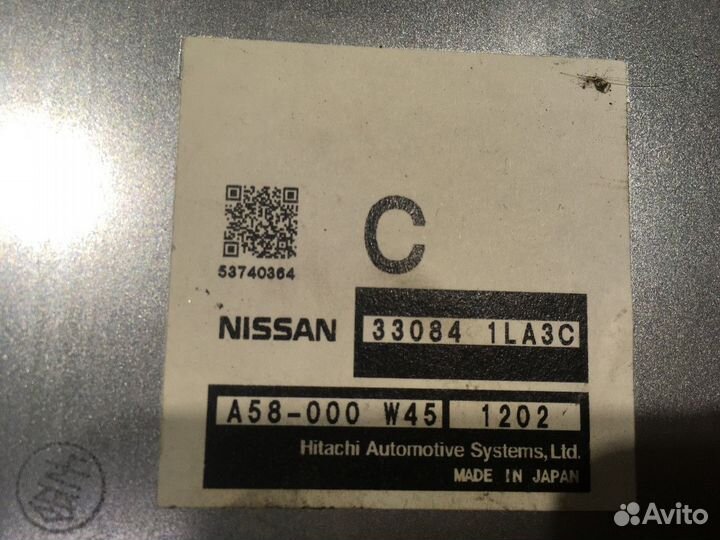 C
53740364
NISSAN 33084 1LA3C
A58-000 W45 1202
Hitachi Automotive Systems, Ltd.
MADE IN JAPAN
Avito